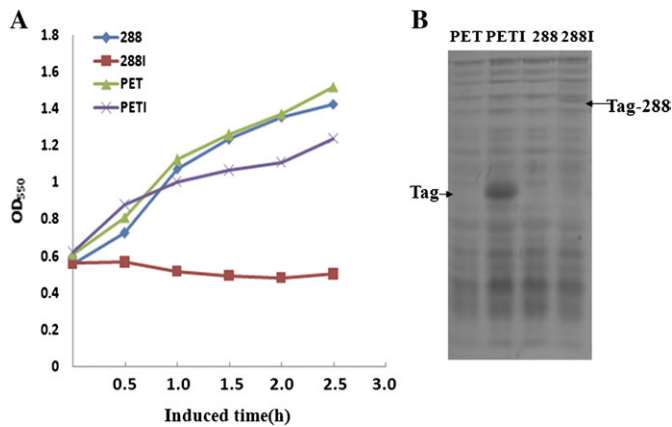 A
288
288I
PET
PETI
1.8
1.6
1.4
1.2
1.0
0.8
0.6
0.4
0.2
0
OD550
0.5 1.0 1.5 2.0 2.5 3.0
Induced time(h)
B
PET PETI 288 288I
Tag-288
Tag